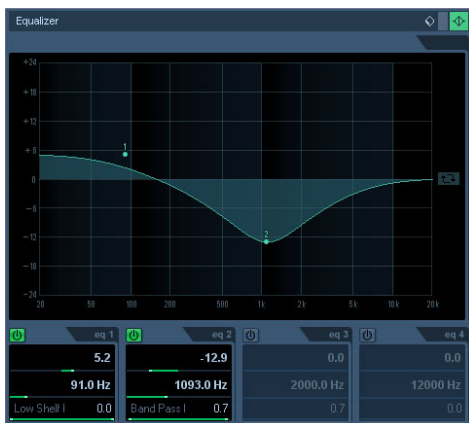 Equalizer
+24
+18
+12
+6
0
-6
-12
-18
-24
1
2
20 50 100 200 500 1k 2k 5k 10k 20k
eq 1 eq 2 eq 3 eq 4
5.2 -12.9 0.0 0.0
91.0 Hz 1093.0 Hz 2000.0 Hz 12000 Hz
Low Shelf I 0.0 Band Pass I 0.7 0.7 0.0